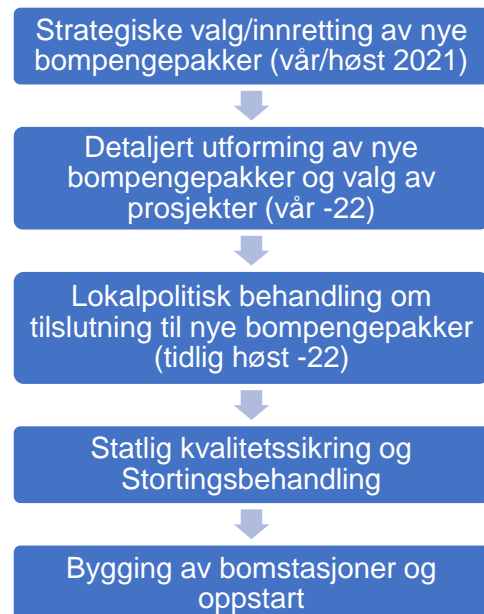 Strategiske valg/innretting av nye
bompengepakker (vår/høst 2021)
Detaljert utforming av nye
bompengepakker og valg av
prosjekter (vår -22)
Lokalpolitisk behandling om
tilslutning til nye bompengepakker
(tidlig høst -22)
Statlig kvalitetssikring og
Stortingsbehandling
Bygging av bomstasjoner og
oppstart